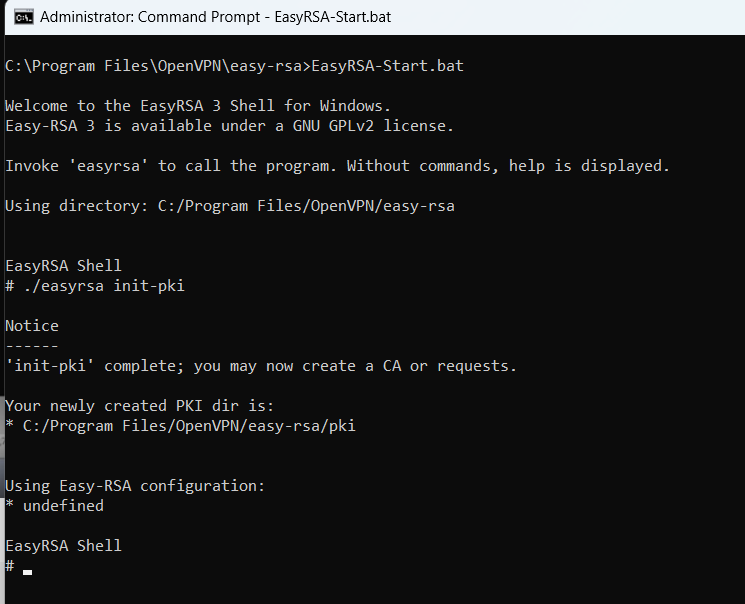 Administrator: Command Prompt - EasyRSA-Start.bat
C:\Program Files\OpenVPN\easy-rsa>EasyRSA-Start.bat
Welcome to the EasyRSA 3 Shell for Windows.
Easy-RSA 3 is available under a GNU GPLv2 license.
Invoke 'easyrsa' to call the program. Without commands, help is displayed.
Using directory: C:/Program Files/OpenVPN/easy-rsa
EasyRSA Shell
# ./easyrsa init-pki
Notice
------
'init-pki' complete; you may now create a CA or requests.
Your newly created PKI dir is:
* C:/Program Files/OpenVPN/easy-rsa/pki
Using Easy-RSA configuration:
* undefined
EasyRSA Shell
#